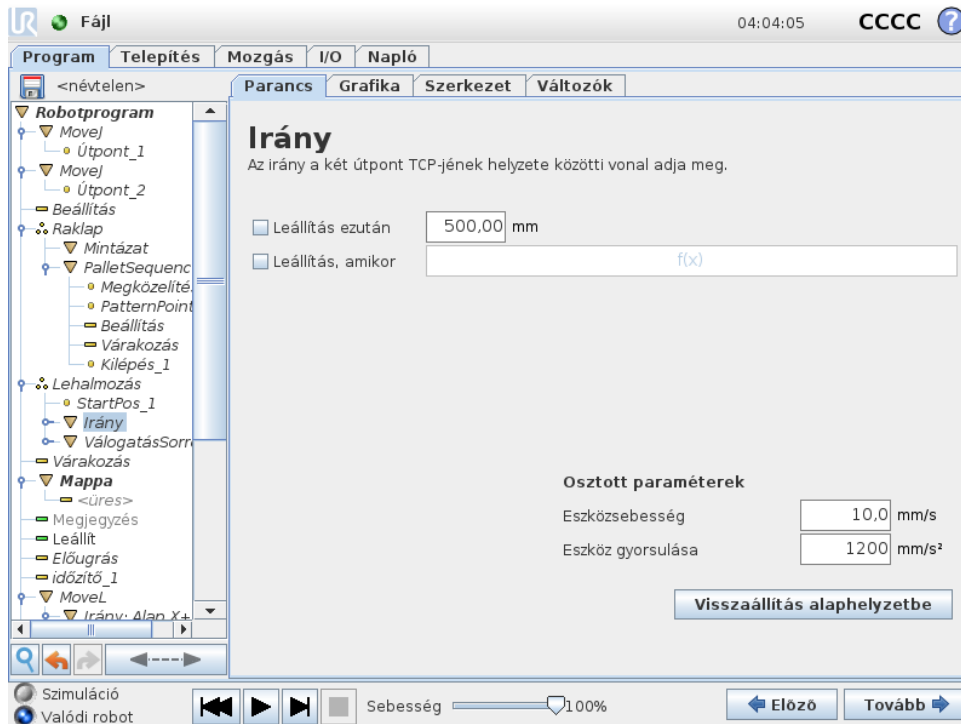 UR Fájl 04:04:05 CCCC ?
Program Telepítés Mozgás I/O Napló
<névtelen>
Parancs Grafika Szerkezet Változók
Robotprogram
MoveJ
Útpont_1
MoveJ
Útpont_2
Beállítás
Raklap
Mintázat
PalletSequenc
Megközelítés
PatternPoint
Beállítás
Várakozás
Kilépés_1
Lehalmozás
StartPos_1
Irány
VálogatásSorre
Várakozás
Mappa
<üres>
Megjegyzés
Leállít
Előugrás
időzítő_1
MoveL
Irány: Alap X+
Irány
Az irány a két útpont TCP-jének helyzete közötti vonal adja meg.
Leállítás ezután 500,00 mm
Leállítás, amikor f(x)
Osztott paraméterek
Eszközsebesség 10,0 mm/s
Eszköz gyorsulása 1200 mm/s²
Visszaállítás alaphelyzetbe
Szimuláció
Valódi robot
Sebesség 100%
Előző Tovább